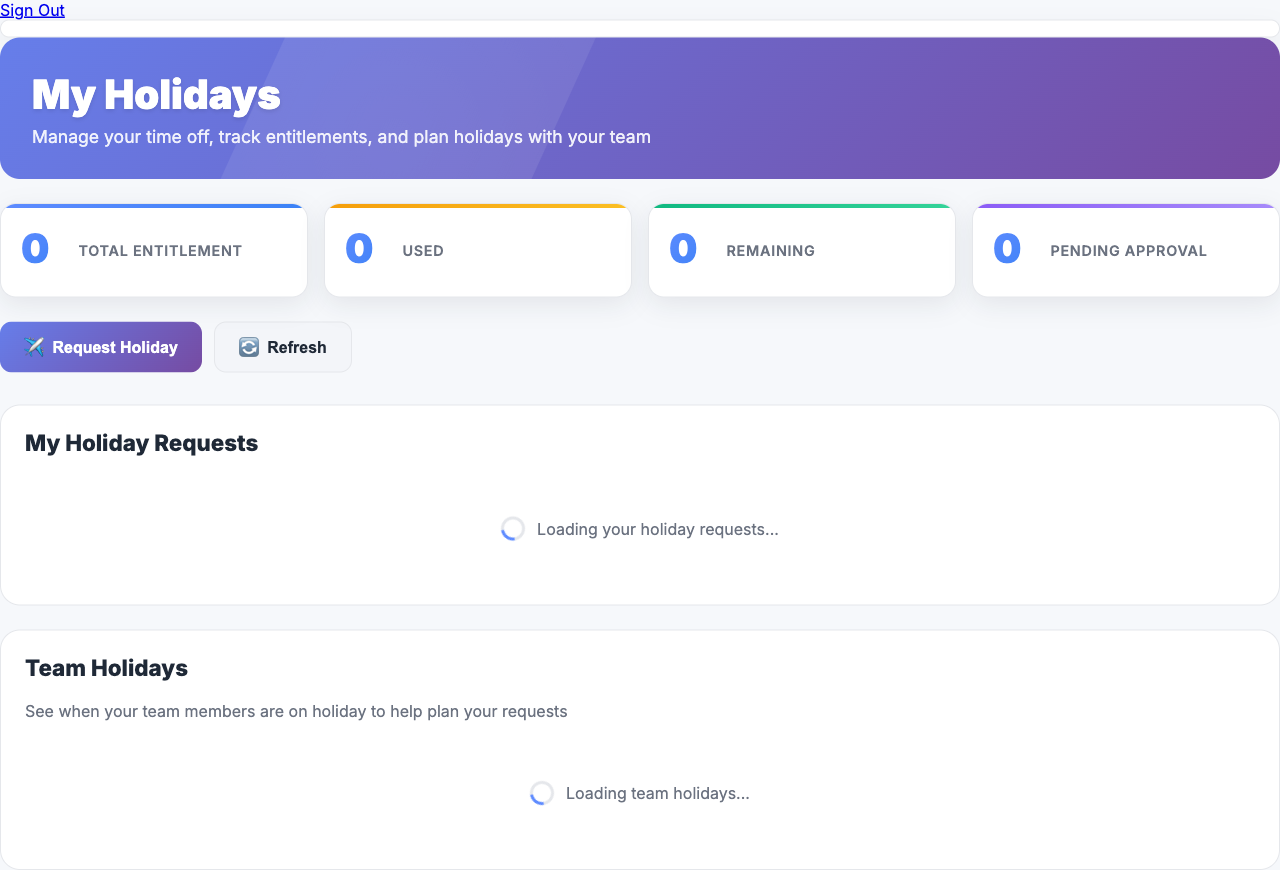 Sign Out
My Holidays
Manage your time off, track entitlements, and plan holidays with your team
0 TOTAL ENTITLEMENT
0 USED
0 REMAINING
0 PENDING APPROVAL
Request Holiday
Refresh
My Holiday Requests
Loading your holiday requests...
Team Holidays
See when your team members are on holiday to help plan your requests
Loading team holidays...